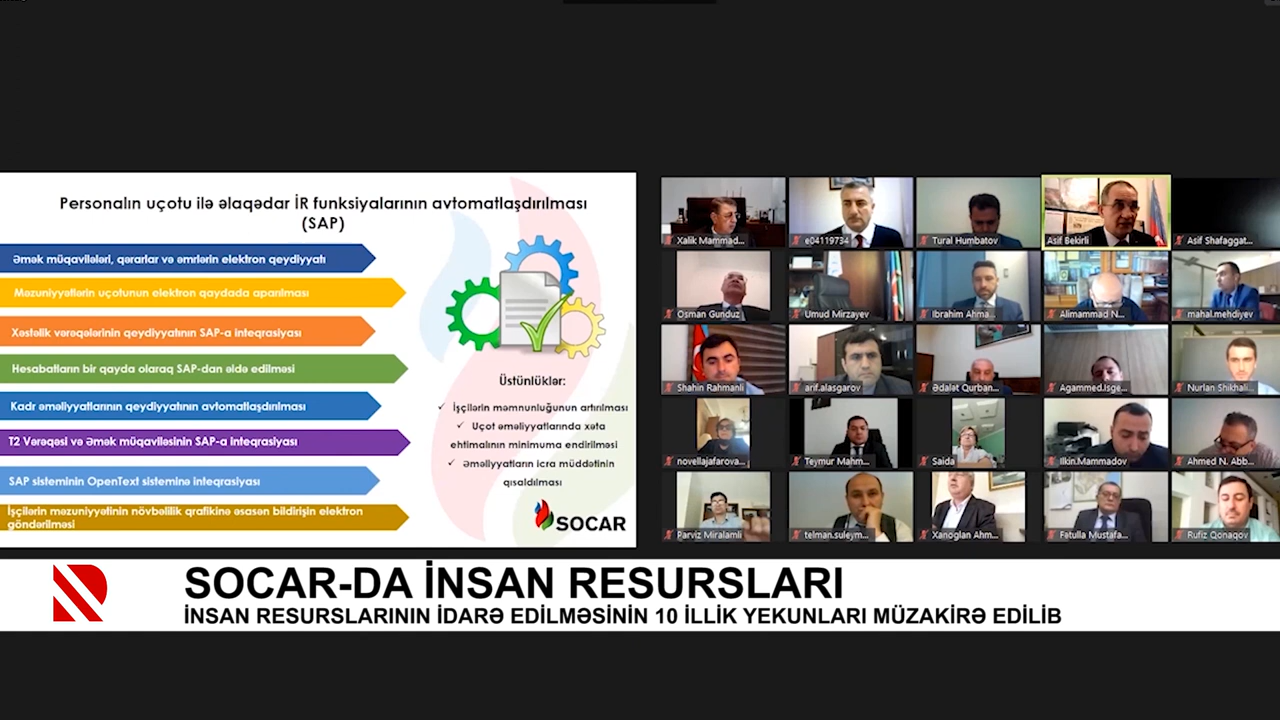 Personalın uçotu ilə əlaqədar İR funksiyalarının avtomatlaşdırılması
(SAP)
Əmək müqavilələri, qərarlar və əmrlərin elektron qeydiyyatı
Məzuniyyətlərin uçotunun elektron qaydada aparılması
Xəstəlik vərəqələrinin qeydiyyatının SAP-a inteqrasiyası
Hesabatların bir qayda olaraq SAP-dan əldə edilməsi
Kadr əməliyyatlarının qeydiyyatının avtomatlaşdırılması
T2 Vərəqəsi və Əmək müqaviləsinin SAP-a inteqrasiyası
SAP sisteminin OpenText sisteminə inteqrasiyası
İşçilərin məzuniyyətinin növbəlilik qrafikinə əsasən bildirişin elektron
göndərilməsi
Üstünlüklər:
✓ İşçilərin məmnunluğunun artırılması
✓ Uçot əməliyyatlarında xəta
ehtimalının minimuma endirilməsi
✓ Əməliyyatların icra müddətinin
qısaldılması
SOCAR
Xalik Mammad...
e04119734
Tural Humbatov
Asif Bekirli
Asif Shafaggat...
Osman Gunduz
Umud Mirzayev
Ibrahim Ahma...
Alimammad N...
mahal.mehdiyev
Shahin Rahmanli
arif.alasgarov
Ədalət Qurban...
Agammed.Isge...
Nurlan Shikhali...
novellajafarova...
Teymur Mahm...
Saida
Ilkin.Mammadov
Ahmed N. Abb...
Parviz Miralamli
telman.suleym...
Xanoglan Ahm...
Fətulla Mustafa...
Rufiz Qonaqov
SOCAR-DA İNSAN RESURSLARI
İNSAN RESURSLARININ İDARƏ EDİLMƏSİNİN 10 İLLİK YEKUNLARI MÜZAKİRƏ EDİLİB